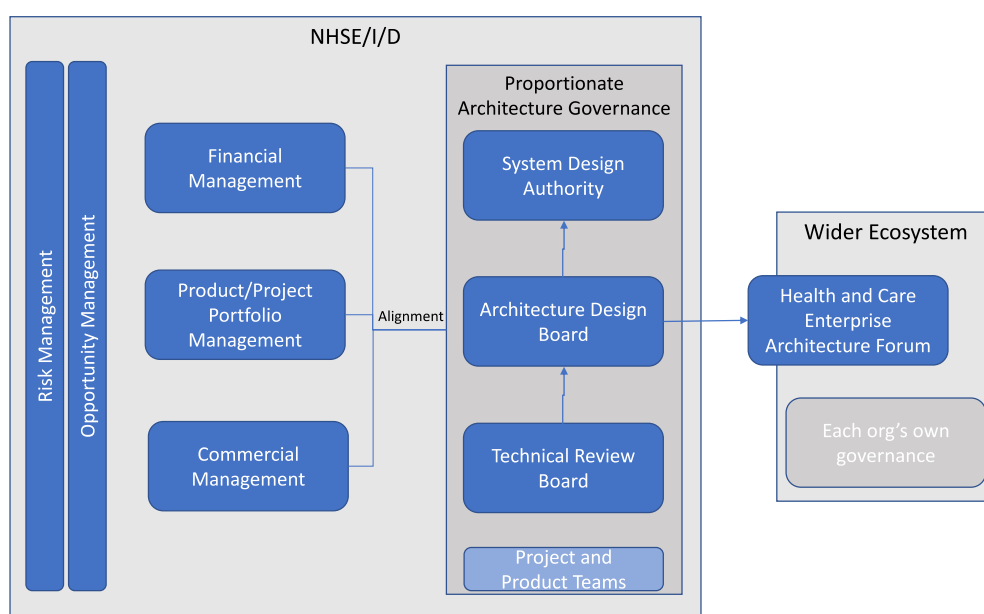 NHSE/I/D
Risk Management
Opportunity Management
Financial
Management
Product/Project
Portfolio
Management
Commercial
Management
Alignment
Proportionate
Architecture Governance
System Design
Authority
Architecture Design
Board
Technical Review
Board
Project and
Product Teams
Wider Ecosystem
Health and Care
Enterprise
Architecture Forum
Each org’s own
governance